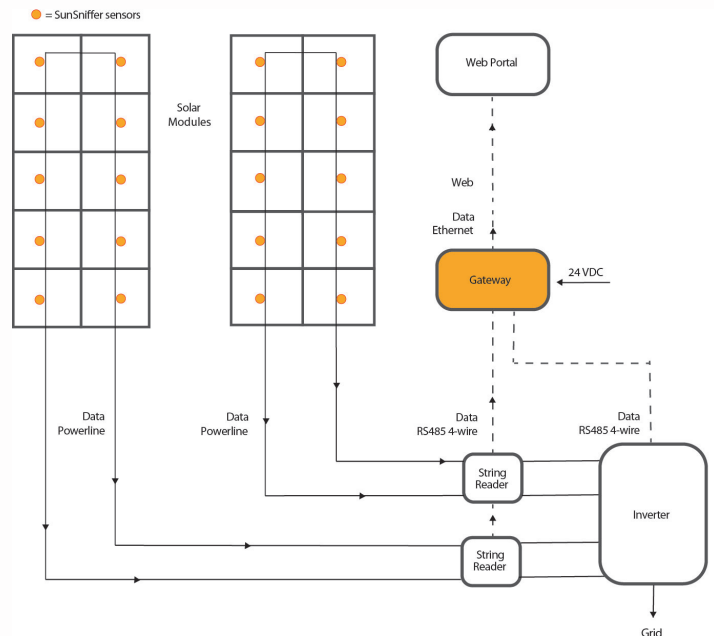 = SunSniffer sensors
Solar
Modules
Web Portal
Web
Data
Ethernet
Gateway
24 VDC
Data
Powerline
Data
Powerline
Data
RS485 4-wire
Data
RS485 4-wire
String
Reader
Inverter
String
Reader
Grid